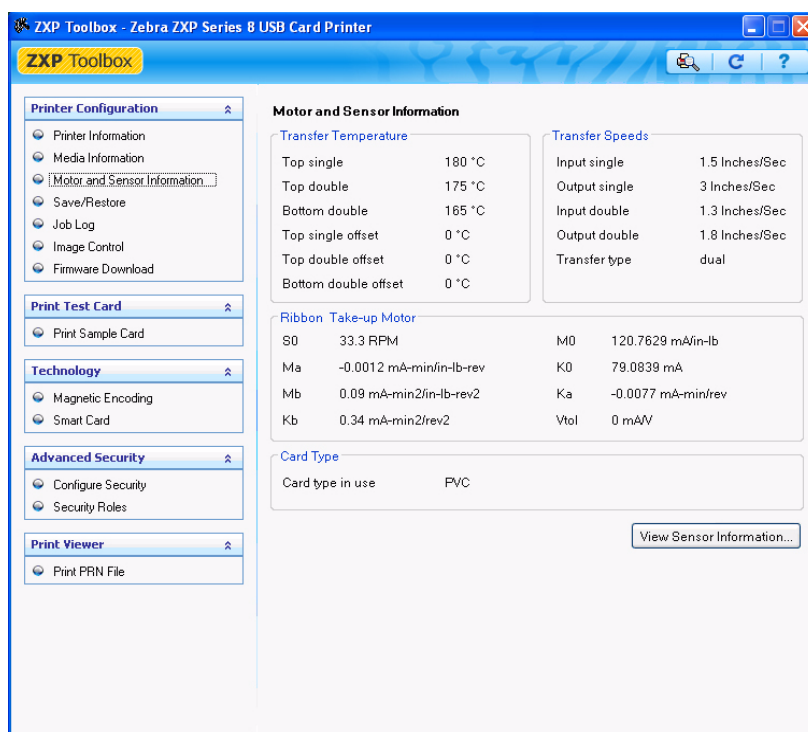 ZXP Toolbox - Zebra ZXP Series 8 USB Card Printer
ZXP Toolbox
?
Printer Configuration
Printer Information
Media Information
Motor and Sensor Information
Save/Restore
Job Log
Image Control
Firmware Download
Print Test Card
Print Sample Card
Technology
Magnetic Encoding
Smart Card
Advanced Security
Configure Security
Security Roles
Print Viewer
Print PRN File
Motor and Sensor Information
Transfer Temperature
Top single 180 °C
Top double 175 °C
Bottom double 165 °C
Top single offset 0 °C
Top double offset 0 °C
Bottom double offset 0 °C
Transfer Speeds
Input single 1.5 Inches/Sec
Output single 3 Inches/Sec
Input double 1.3 Inches/Sec
Output double 1.8 Inches/Sec
Transfer type dual
Ribbon Take-up Motor
S0 33.3 RPM M0 120.7629 mA/in-lb
Ma -0.0012 mA-min/in-lb-rev K0 79.0839 mA
Mb 0.09 mA-min2/in-lb-rev2 Ka -0.0077 mA-min/rev
Kb 0.34 mA-min2/rev2 Vtol 0 mA/V
Card Type
Card type in use PVC
View Sensor Information...